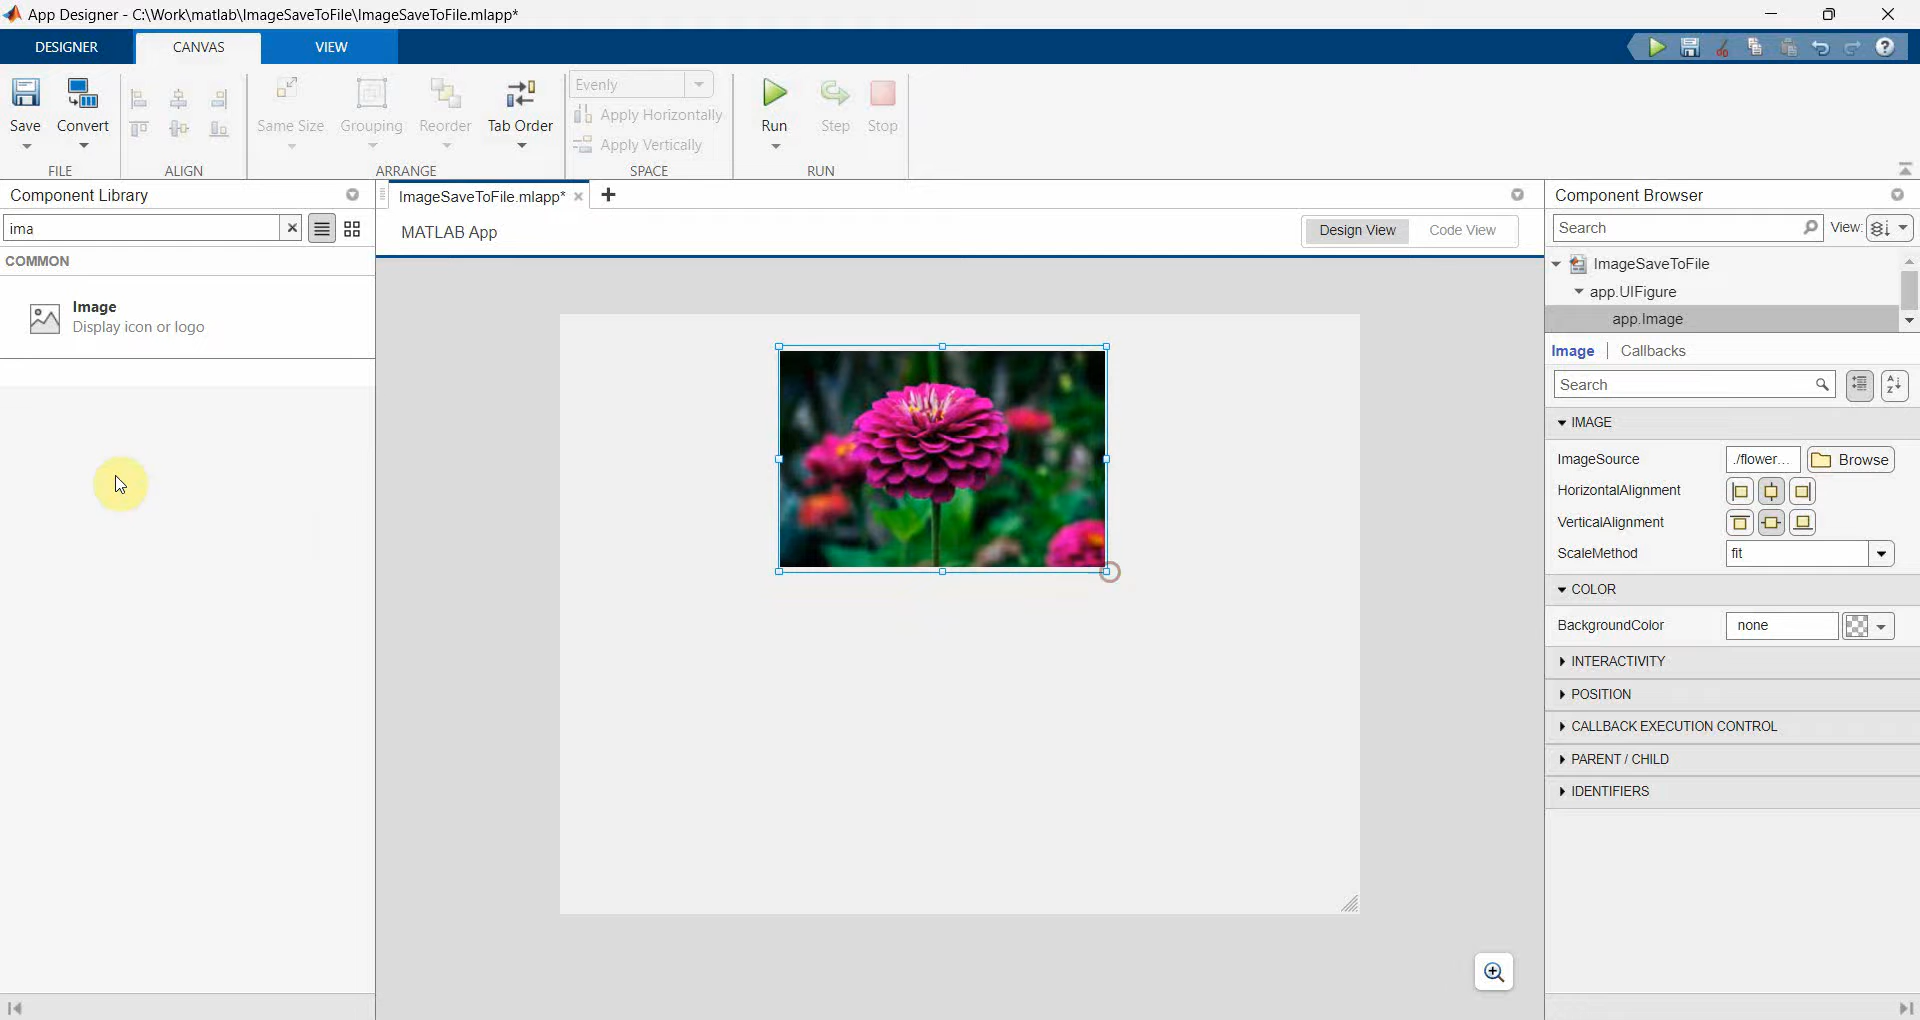 App Designer - C:\Work\matlab\ImageSaveToFile\ImageSaveToFile.mlapp*
DESIGNER
CANVAS
VIEW
Save
Convert
Same Size
Grouping
Reorder
Tab Order
Evenly
Apply Horizontally
Apply Vertically
Run
Step
Stop
FILE
ALIGN
ARRANGE
SPACE
RUN
Component Library
ima
COMMON
Image
Display icon or logo
ImageSaveToFile.mlapp*
MATLAB App
Design View
Code View
Component Browser
Search
View:
ImageSaveToFile
app.UIFigure
app.Image
Image
Callbacks
Search
IMAGE
ImageSource ./flower... Browse
HorizontalAlignment
VerticalAlignment
ScaleMethod fit
COLOR
BackgroundColor none
INTERACTIVITY
POSITION
CALLBACK EXECUTION CONTROL
PARENT / CHILD
IDENTIFIERS